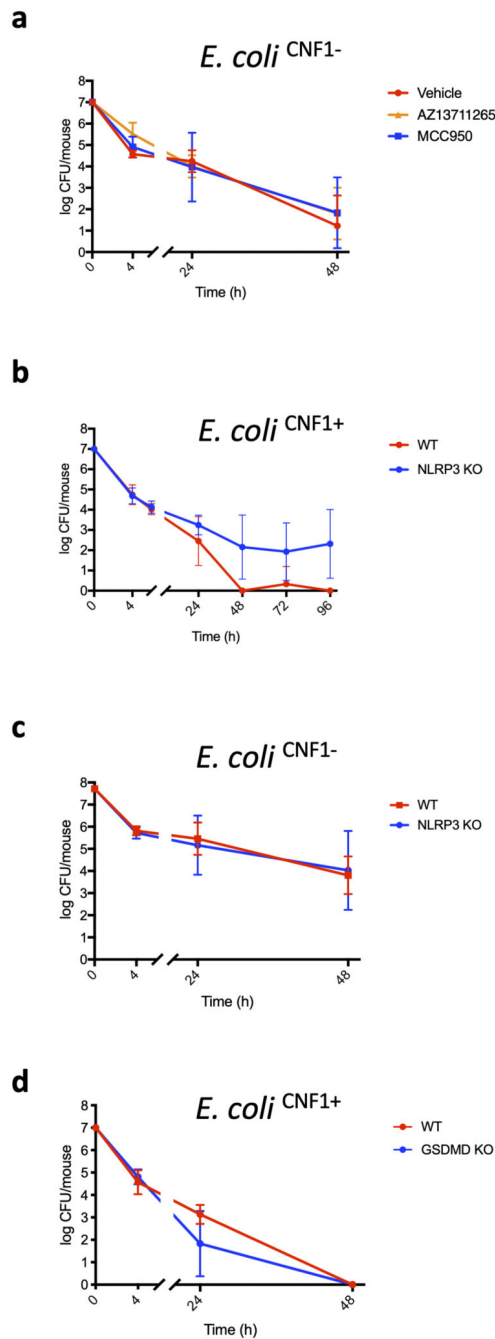 a
E. coli CNF1-
Vehicle
AZ13711265
MCC950
log CFU/mouse
8
7
6
5
4
3
2
1
0
0 4 24 48
Time (h)
b
E. coli CNF1+
WT
NLRP3 KO
log CFU/mouse
8
7
6
5
4
3
2
1
0
0 4 24 48 72 96
Time (h)
c
E. coli CNF1-
WT
NLRP3 KO
log CFU/mouse
8
7
6
5
4
3
2
1
0
0 4 24 48
Time (h)
d
E. coli CNF1+
WT
GSDMD KO
log CFU/mouse
8
7
6
5
4
3
2
1
0
0 4 24 48
Time (h)